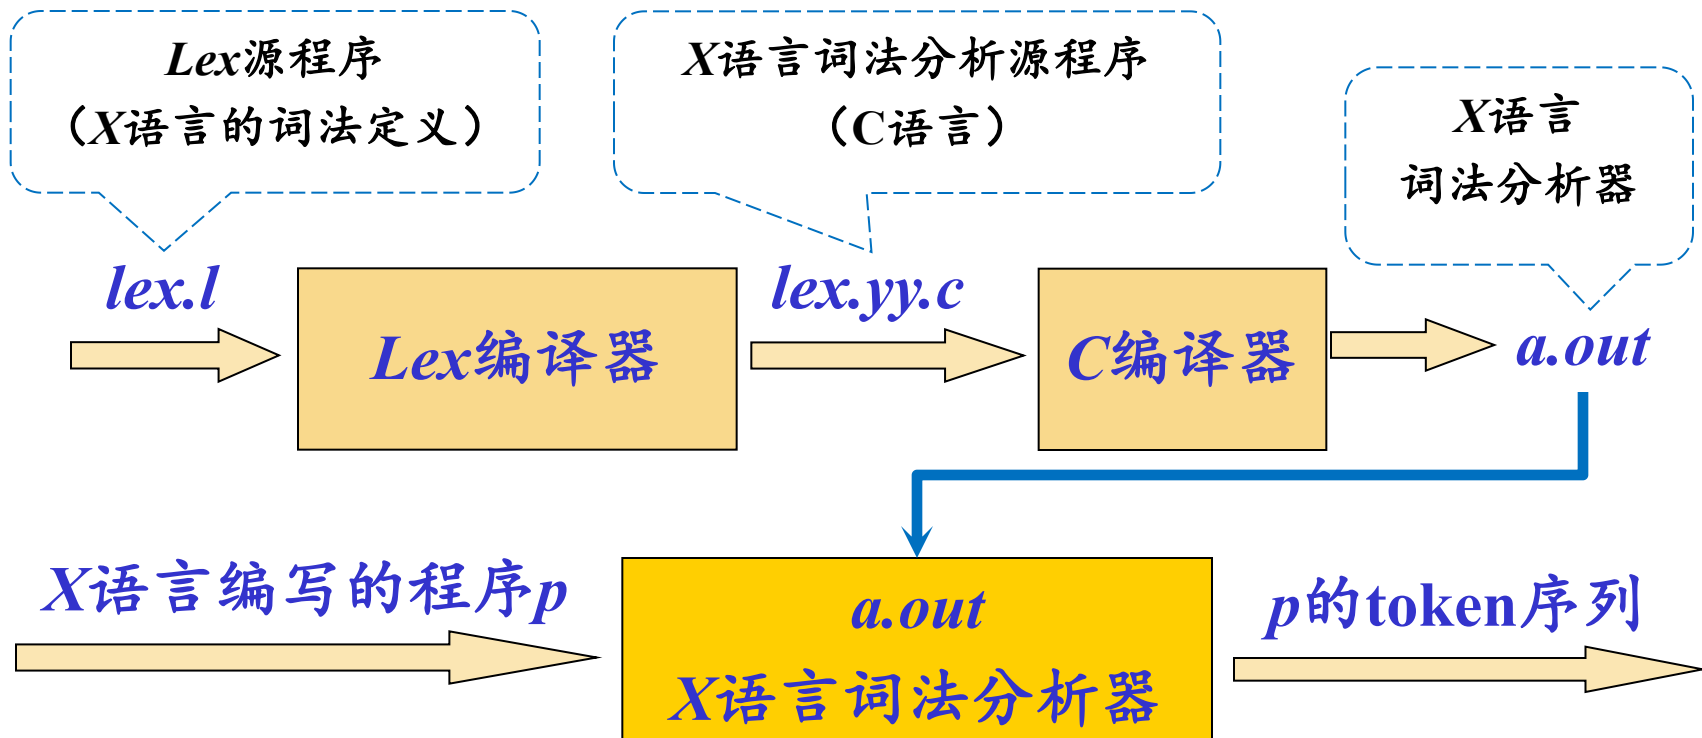 Lex源程序
（X语言的词法定义）
X语言词法分析源程序
（C语言）
X语言
词法分析器
lex.l
Lex编译器
lex.yy.c
C编译器
a.out
X语言编写的程序p
a.out
X语言词法分析器
p的token序列